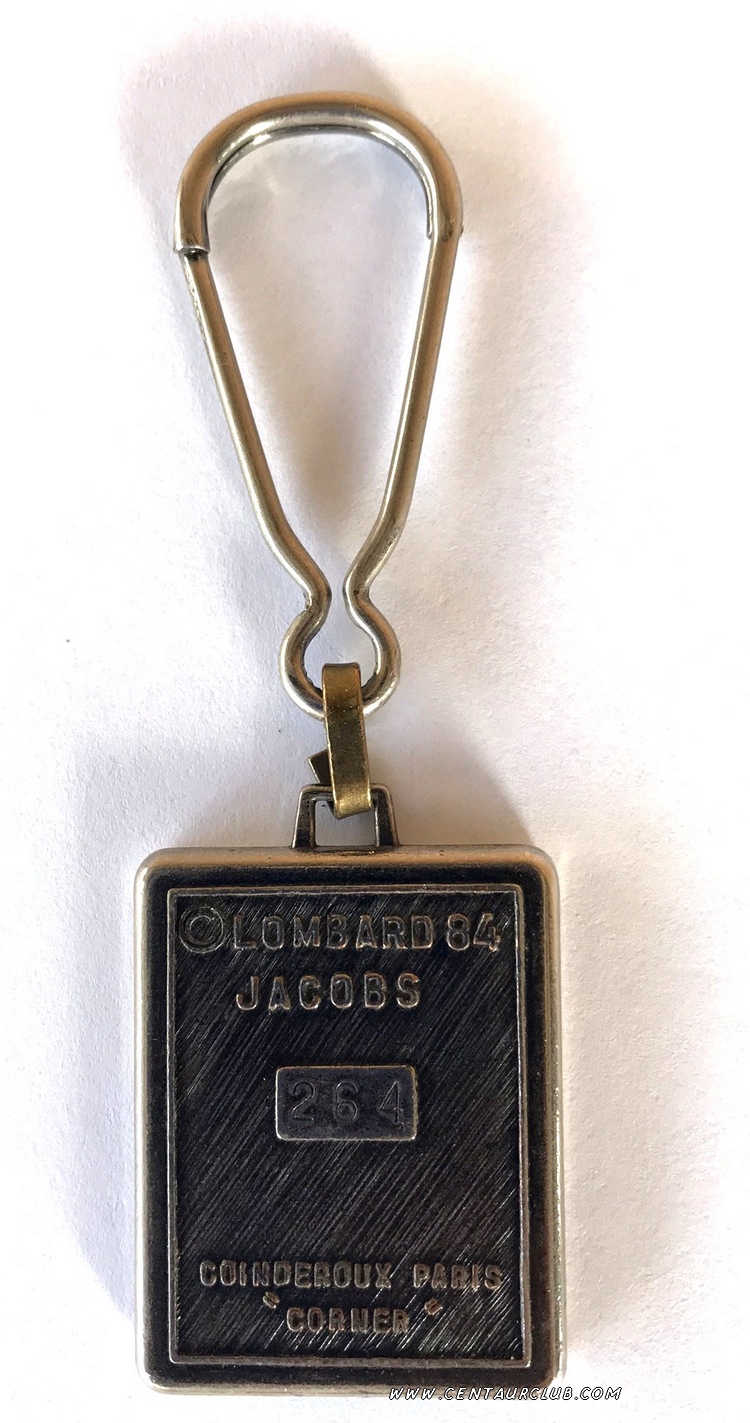 © LOMBARD 84
JACOBS
264
COINDEROUX PARIS
"CORNER"
WWW.CENTAURCLUB.COM